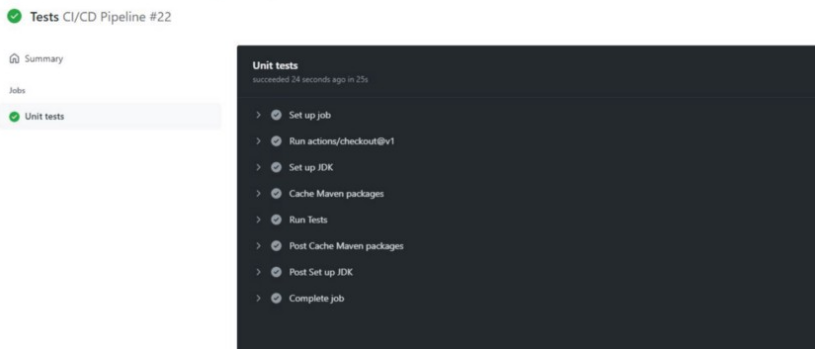 Tests CI/CD Pipeline #22
Summary
Jobs
Unit tests
Unit tests
succeeded 24 seconds ago in 25s
Set up job
Run actions/checkout@v1
Set up JDK
Cache Maven packages
Run Tests
Post Cache Maven packages
Post Set up JDK
Complete job